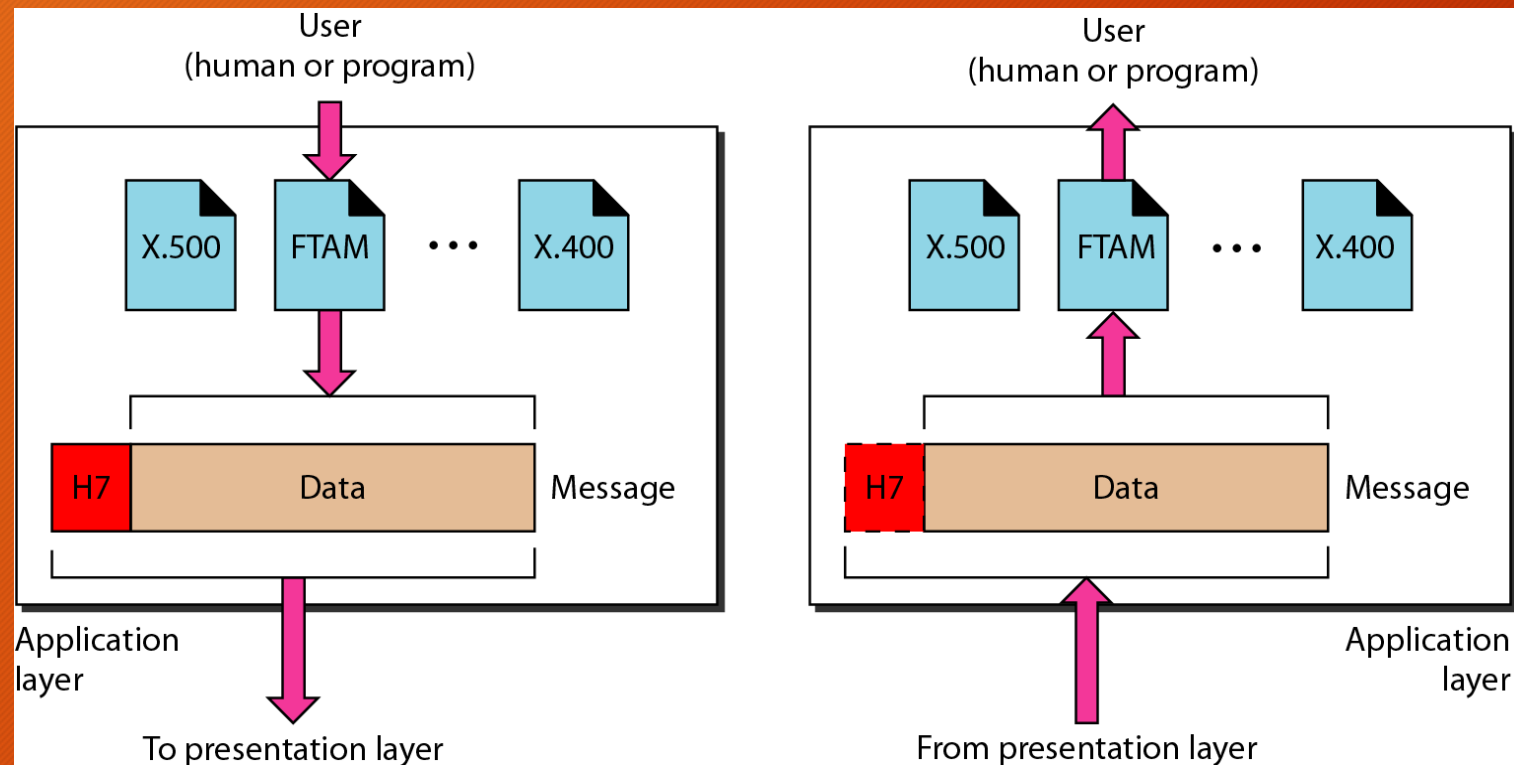 User
(human or program)
X.500
FTAM
...
X.400
H7
Data
Message
Application
layer
To presentation layer
User
(human or program)
X.500
FTAM
...
X.400
H7
Data
Message
Application
layer
From presentation layer